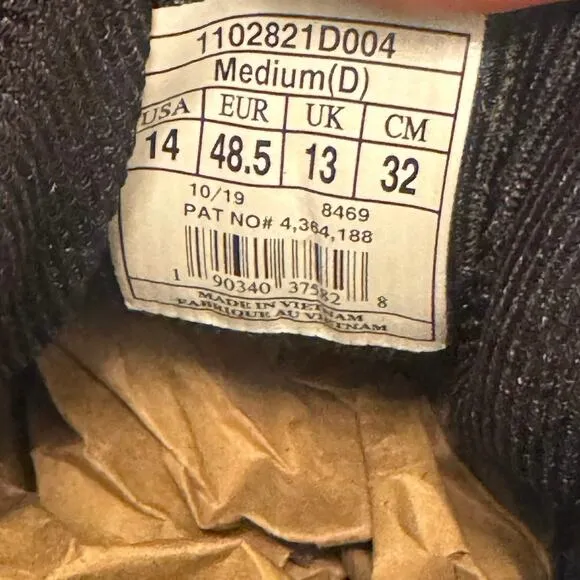 1102821D004
Medium(D)
USA EUR UK CM
14 48.5 13 32
10/19 8469
PAT NO# 4,364,188
1 90340 37582 8
MADE IN VIETNAM
FABRIQUE AU VIETNAM